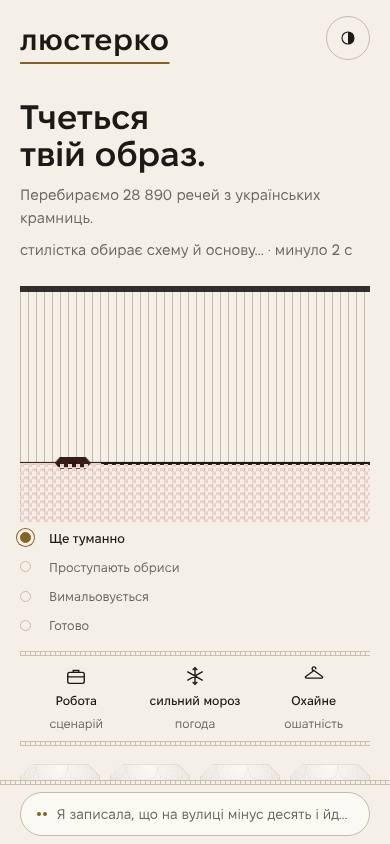 люстерко
Тчеться
твій образ.
Перебираємо 28 890 речей з українських
крамниць.
стилістка обирає схему й основу... · минуло 2 с
Ще туманно
Проступають обриси
Вимальовується
Готово
Робота
сильний мороз
Охайне
сценарій
погода
ошатність
Я записала, що на вулиці мінус десять і йд...